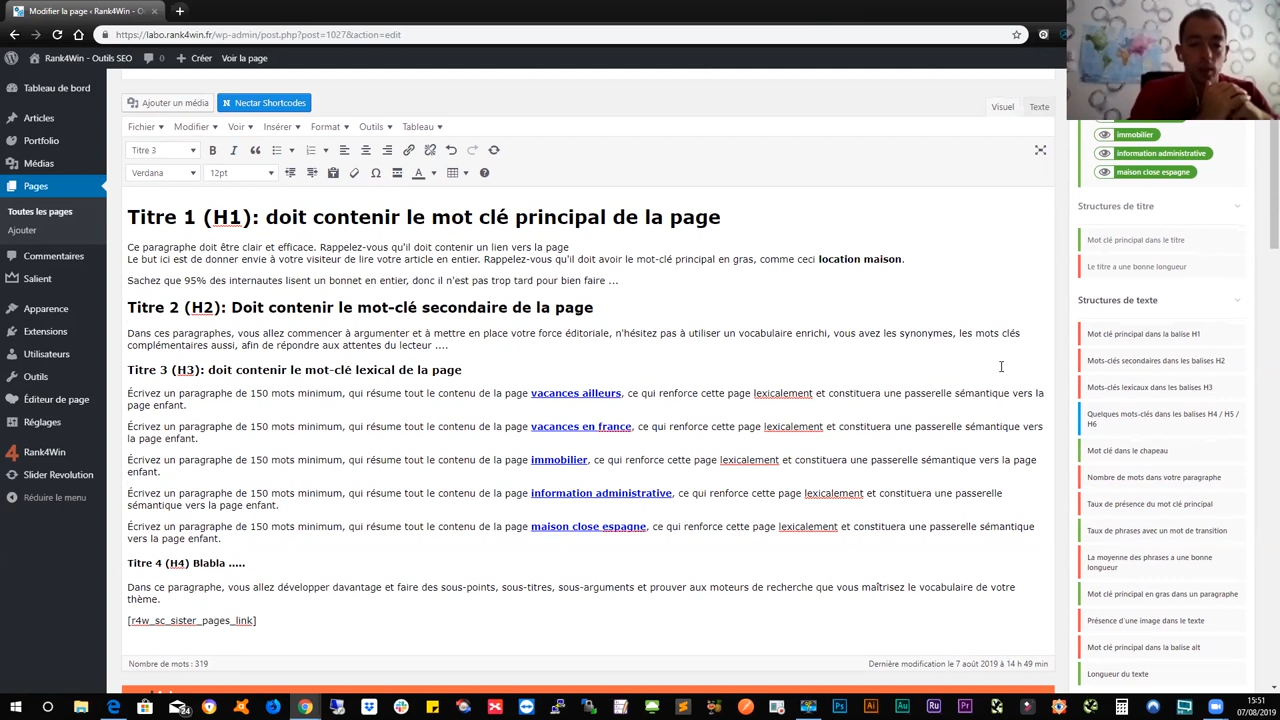 Modifier la page ‹ Rank4Win - O
https://labo.rank4win.fr/wp-admin/post.php?post=1027&action=edit
Rank4Win - Outils SEO
0
Créer
Voir la page
Tableau de bord
Articles
Portfolio
Médias
Pages
Toutes les pages
Ajouter
Commentaires
Salient
Apparence
Extensions
Utilisateurs
Outils
Éditeur de page
Réglages
Rank4Win
Slider Revolution
Réduire le menu
Ajouter un média
Nectar Shortcodes
Visuel
Texte
Fichier
Modifier
Voir
Insérer
Format
Outils
Tableau
Titre 3
Verdana
12pt
Titre 1 (H1): doit contenir le mot clé principal de la page
Ce paragraphe doit être clair et efficace. Rappelez-vous qu'il doit contenir un lien vers la page
Le but ici est de donner envie à votre visiteur de lire votre article en entier. Rappelez-vous qu'il doit avoir le mot-clé principal en gras, comme ceci location maison.
Sachez que 95% des internautes lisent un bonnet en entier, donc il n'est pas trop tard pour bien faire ...
Titre 2 (H2): Doit contenir le mot-clé secondaire de la page
Dans ces paragraphes, vous allez commencer à argumenter et à mettre en place votre force éditoriale, n'hésitez pas à utiliser un vocabulaire enrichi, vous avez les synonymes, les mots clés
complémentaires aussi, afin de répondre aux attentes du lecteur ....
Titre 3 (H3): doit contenir le mot-clé lexical de la page
Écrivez un paragraphe de 150 mots minimum, qui résume tout le contenu de la page vacances ailleurs, ce qui renforce cette page lexicalement et constituera une passerelle sémantique vers la
page enfant.
Écrivez un paragraphe de 150 mots minimum, qui résume tout le contenu de la page vacances en france, ce qui renforce cette page lexicalement et constituera une passerelle sémantique vers
la page enfant.
Écrivez un paragraphe de 150 mots minimum, qui résume tout le contenu de la page immobilier, ce qui renforce cette page lexicalement et constituera une passerelle sémantique vers la page
enfant.
Écrivez un paragraphe de 150 mots minimum, qui résume tout le contenu de la page information administrative, ce qui renforce cette page lexicalement et constituera une passerelle
sémantique vers la page enfant.
Écrivez un paragraphe de 150 mots minimum, qui résume tout le contenu de la page maison close espagne, ce qui renforce cette page lexicalement et constituera une passerelle sémantique
vers la page enfant.
Titre 4 (H4) Blabla .....
Dans ce paragraphe, vous allez développer davantage et faire des sous-points, sous-titres, sous-arguments et prouver aux moteurs de recherche que vous maîtrisez le vocabulaire de votre
thème.
[r4w_sc_sister_pages_link]
Nombre de mots : 319
Dernière modification le 7 août 2019 à 14 h 49 min
immobilier
information administrative
maison close espagne
Structures de titre
Mot clé principal dans le titre
Le titre a une bonne longueur
Structures de texte
Mot clé principal dans la balise H1
Mots-clés secondaires dans les balises H2
Mots-clés lexicaux dans les balises H3
Quelques mots-clés dans les balises H4 / H5 /
H6
Mot clé dans le chapeau
Nombre de mots dans votre paragraphe
Taux de présence du mot clé principal
Taux de phrases avec un mot de transition
La moyenne des phrases a une bonne
longueur
Mot clé principal en gras dans un paragraphe
Présence d'une image dans le texte
Mot clé principal dans la balise alt
Longueur du texte
24
Ps
Ai
Au
Ru
Pr
15:51
07/08/2019